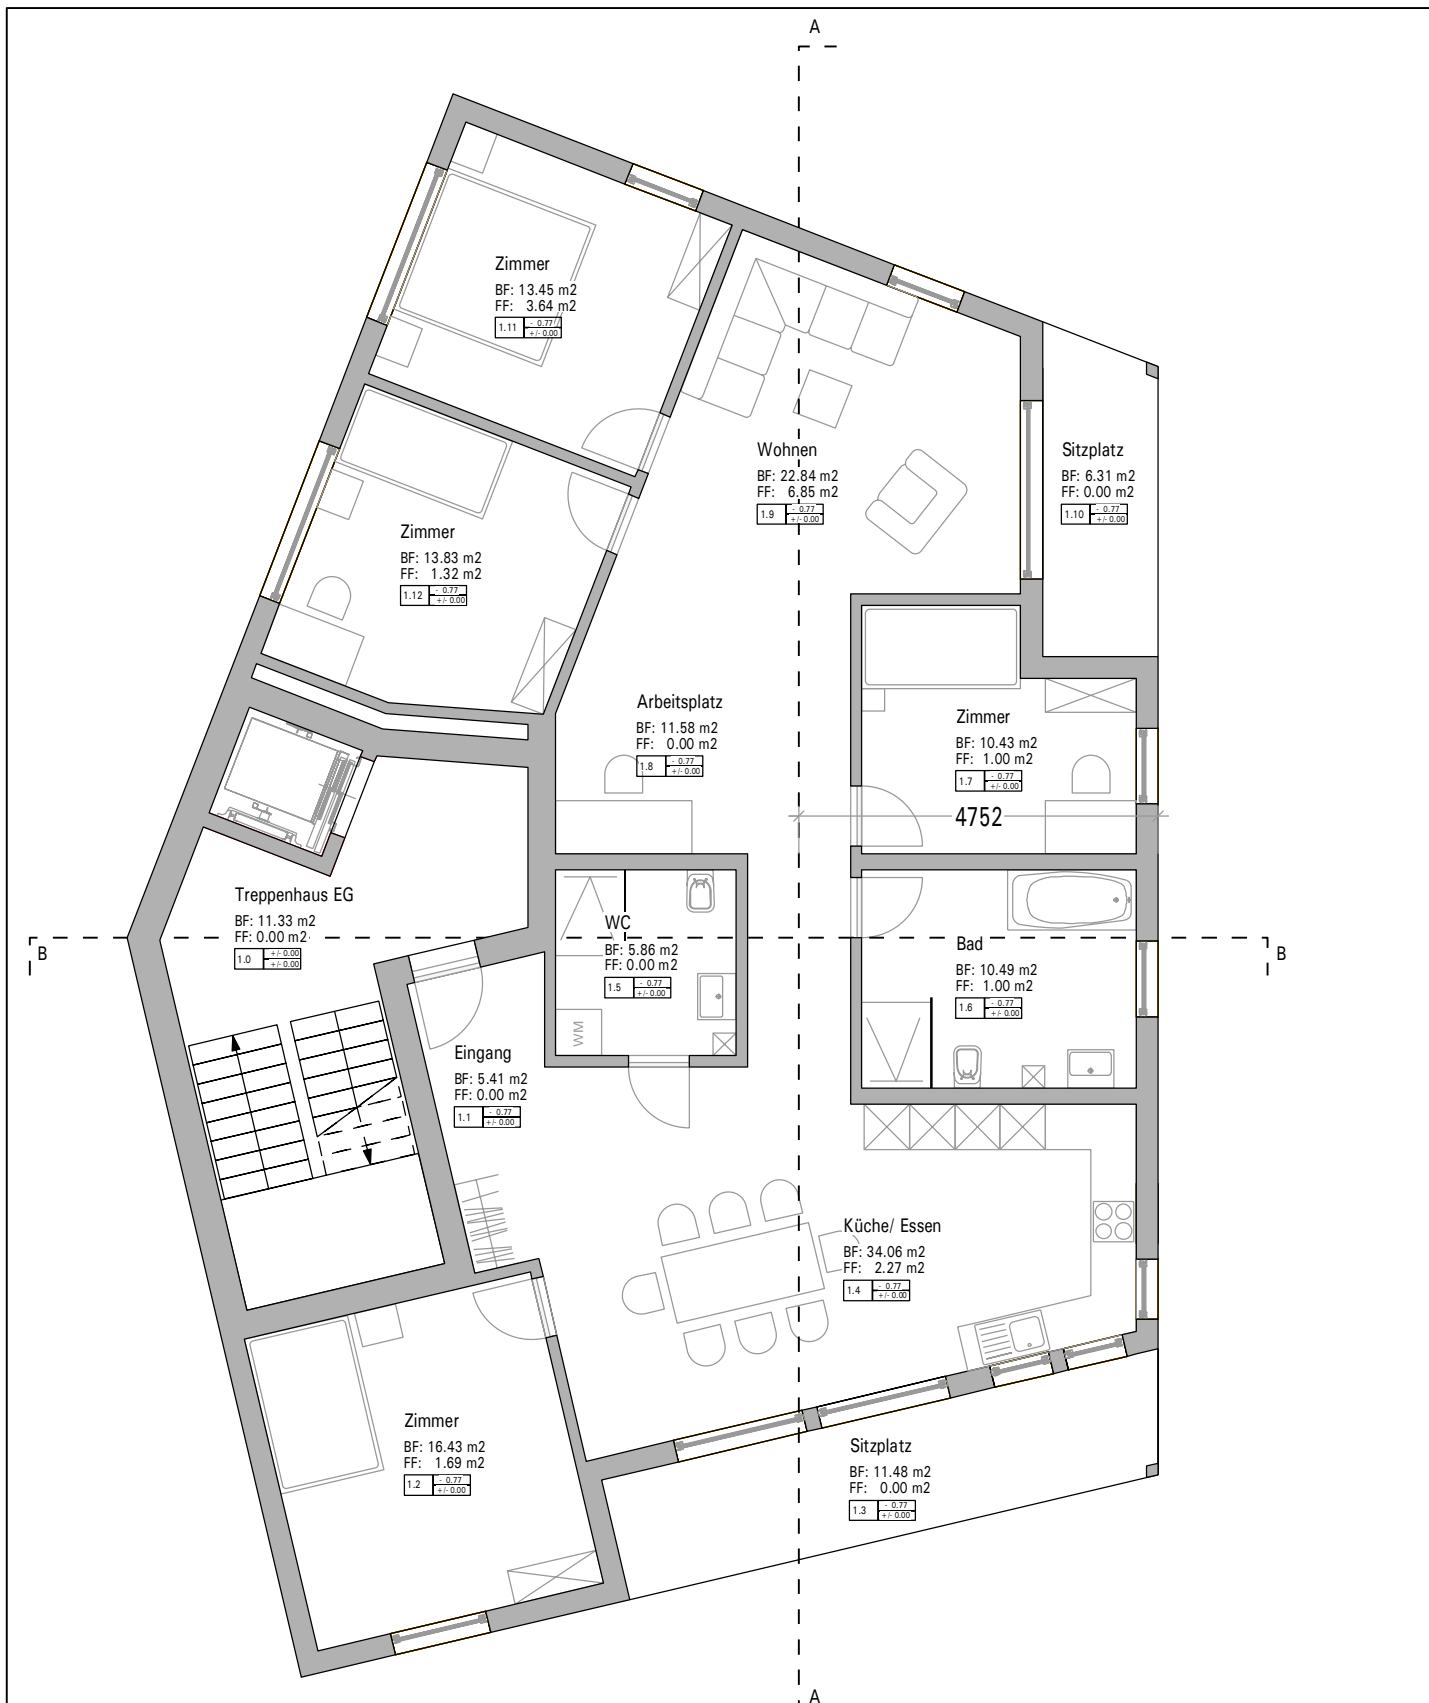 A
Zimmer
BF: 13.45 m2
FF: 3.64 m2
1.11
- 0.77
+/- 0.00
Wohnen
BF: 22.84 m2
FF: 6.85 m2
1.9
- 0.77
+/- 0.00
Sitzplatz
BF: 6.31 m2
FF: 0.00 m2
1.10
- 0.77
+/- 0.00
Zimmer
BF: 13.83 m2
FF: 1.32 m2
1.12
- 0.77
+/- 0.00
Arbeitsplatz
BF: 11.58 m2
FF: 0.00 m2
1.8
- 0.77
+/- 0.00
Zimmer
BF: 10.43 m2
FF: 1.00 m2
1.7
- 0.77
+/- 0.00
4752
Treppenhaus EG
BF: 11.33 m2
FF: 0.00 m2
1.0
+/- 0.00
+/- 0.00
WC
BF: 5.86 m2
FF: 0.00 m2
1.5
- 0.77
+/- 0.00
WM
Bad
BF: 10.49 m2
FF: 1.00 m2
1.6
- 0.77
+/- 0.00
B
B
Eingang
BF: 5.41 m2
FF: 0.00 m2
1.1
- 0.77
+/- 0.00
Küche/ Essen
BF: 34.06 m2
FF: 2.27 m2
1.4
- 0.77
+/- 0.00
Zimmer
BF: 16.43 m2
FF: 1.69 m2
1.2
- 0.77
+/- 0.00
Sitzplatz
BF: 11.48 m2
FF: 0.00 m2
1.3
- 0.77
+/- 0.00
A